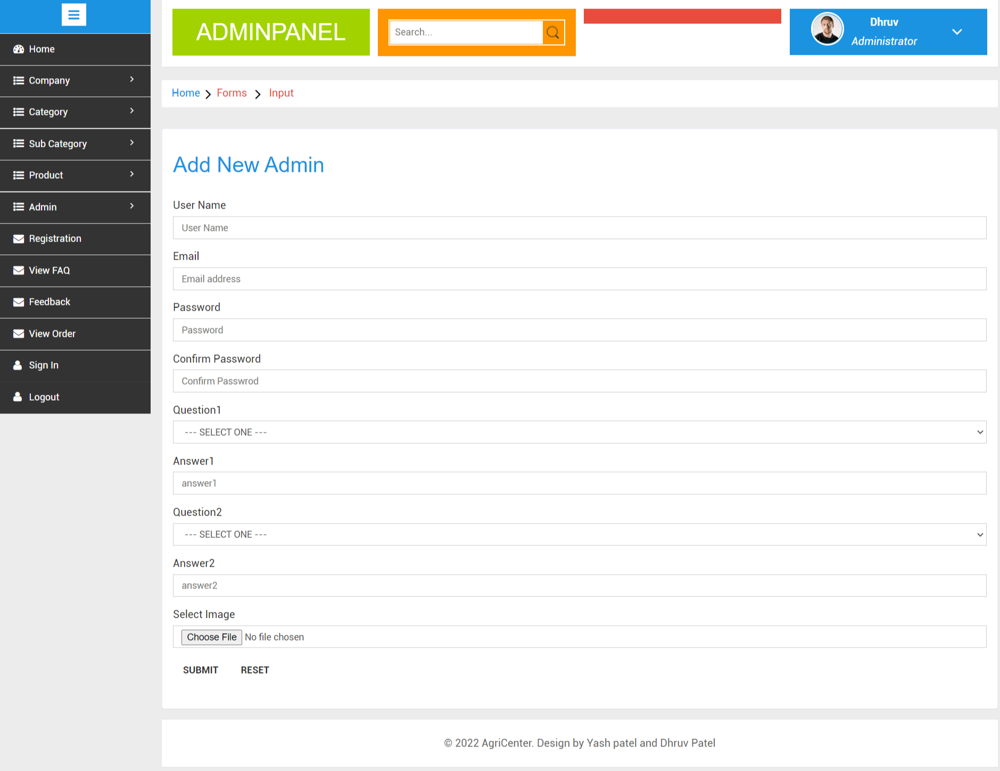 ADMINPANEL
Search...
Dhruv
Administrator
Home
Company
Category
Sub Category
Product
Admin
Registration
View FAQ
Feedback
View Order
Sign In
Logout
Home Forms Input
Add New Admin
User Name
User Name
Email
Email address
Password
Password
Confirm Password
Confirm Passwrod
Question1
--- SELECT ONE ---
Answer1
answer1
Question2
--- SELECT ONE ---
Answer2
answer2
Select Image
Choose File No file chosen
SUBMIT RESET
© 2022 AgriCenter. Design by Yash patel and Dhruv Patel